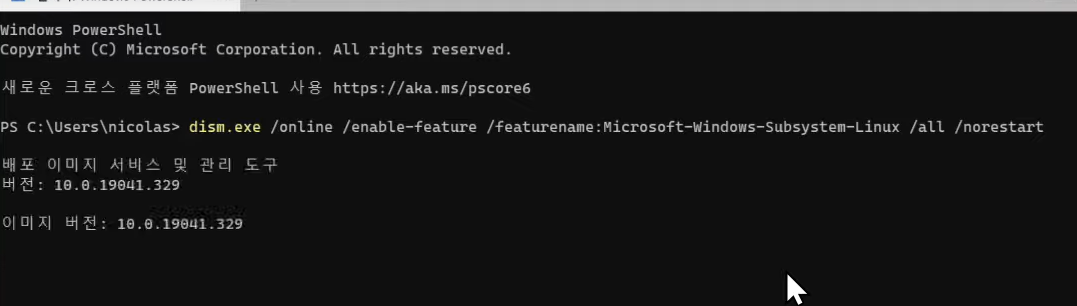 Windows PowerShell
Copyright (C) Microsoft Corporation. All rights reserved.
새로운 크로스 플랫폼 PowerShell 사용 https://aka.ms/pscore6
PS C:\Users\nicolas> dism.exe /online /enable-feature /featurename:Microsoft-Windows-Subsystem-Linux /all /norestart
배포 이미지 서비스 및 관리 도구
버전: 10.0.19041.329
이미지 버전: 10.0.19041.329